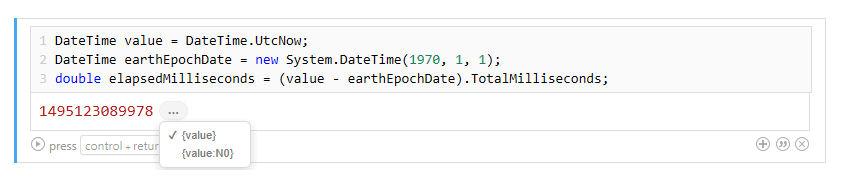 1 DateTime value = DateTime.UtcNow;
2 DateTime earthEpochDate = new System.DateTime(1970, 1, 1);
3 double elapsedMilliseconds = (value - earthEpochDate).TotalMilliseconds;
1495123089978 ...
✓ {value}
{value:N0}
press control + retur